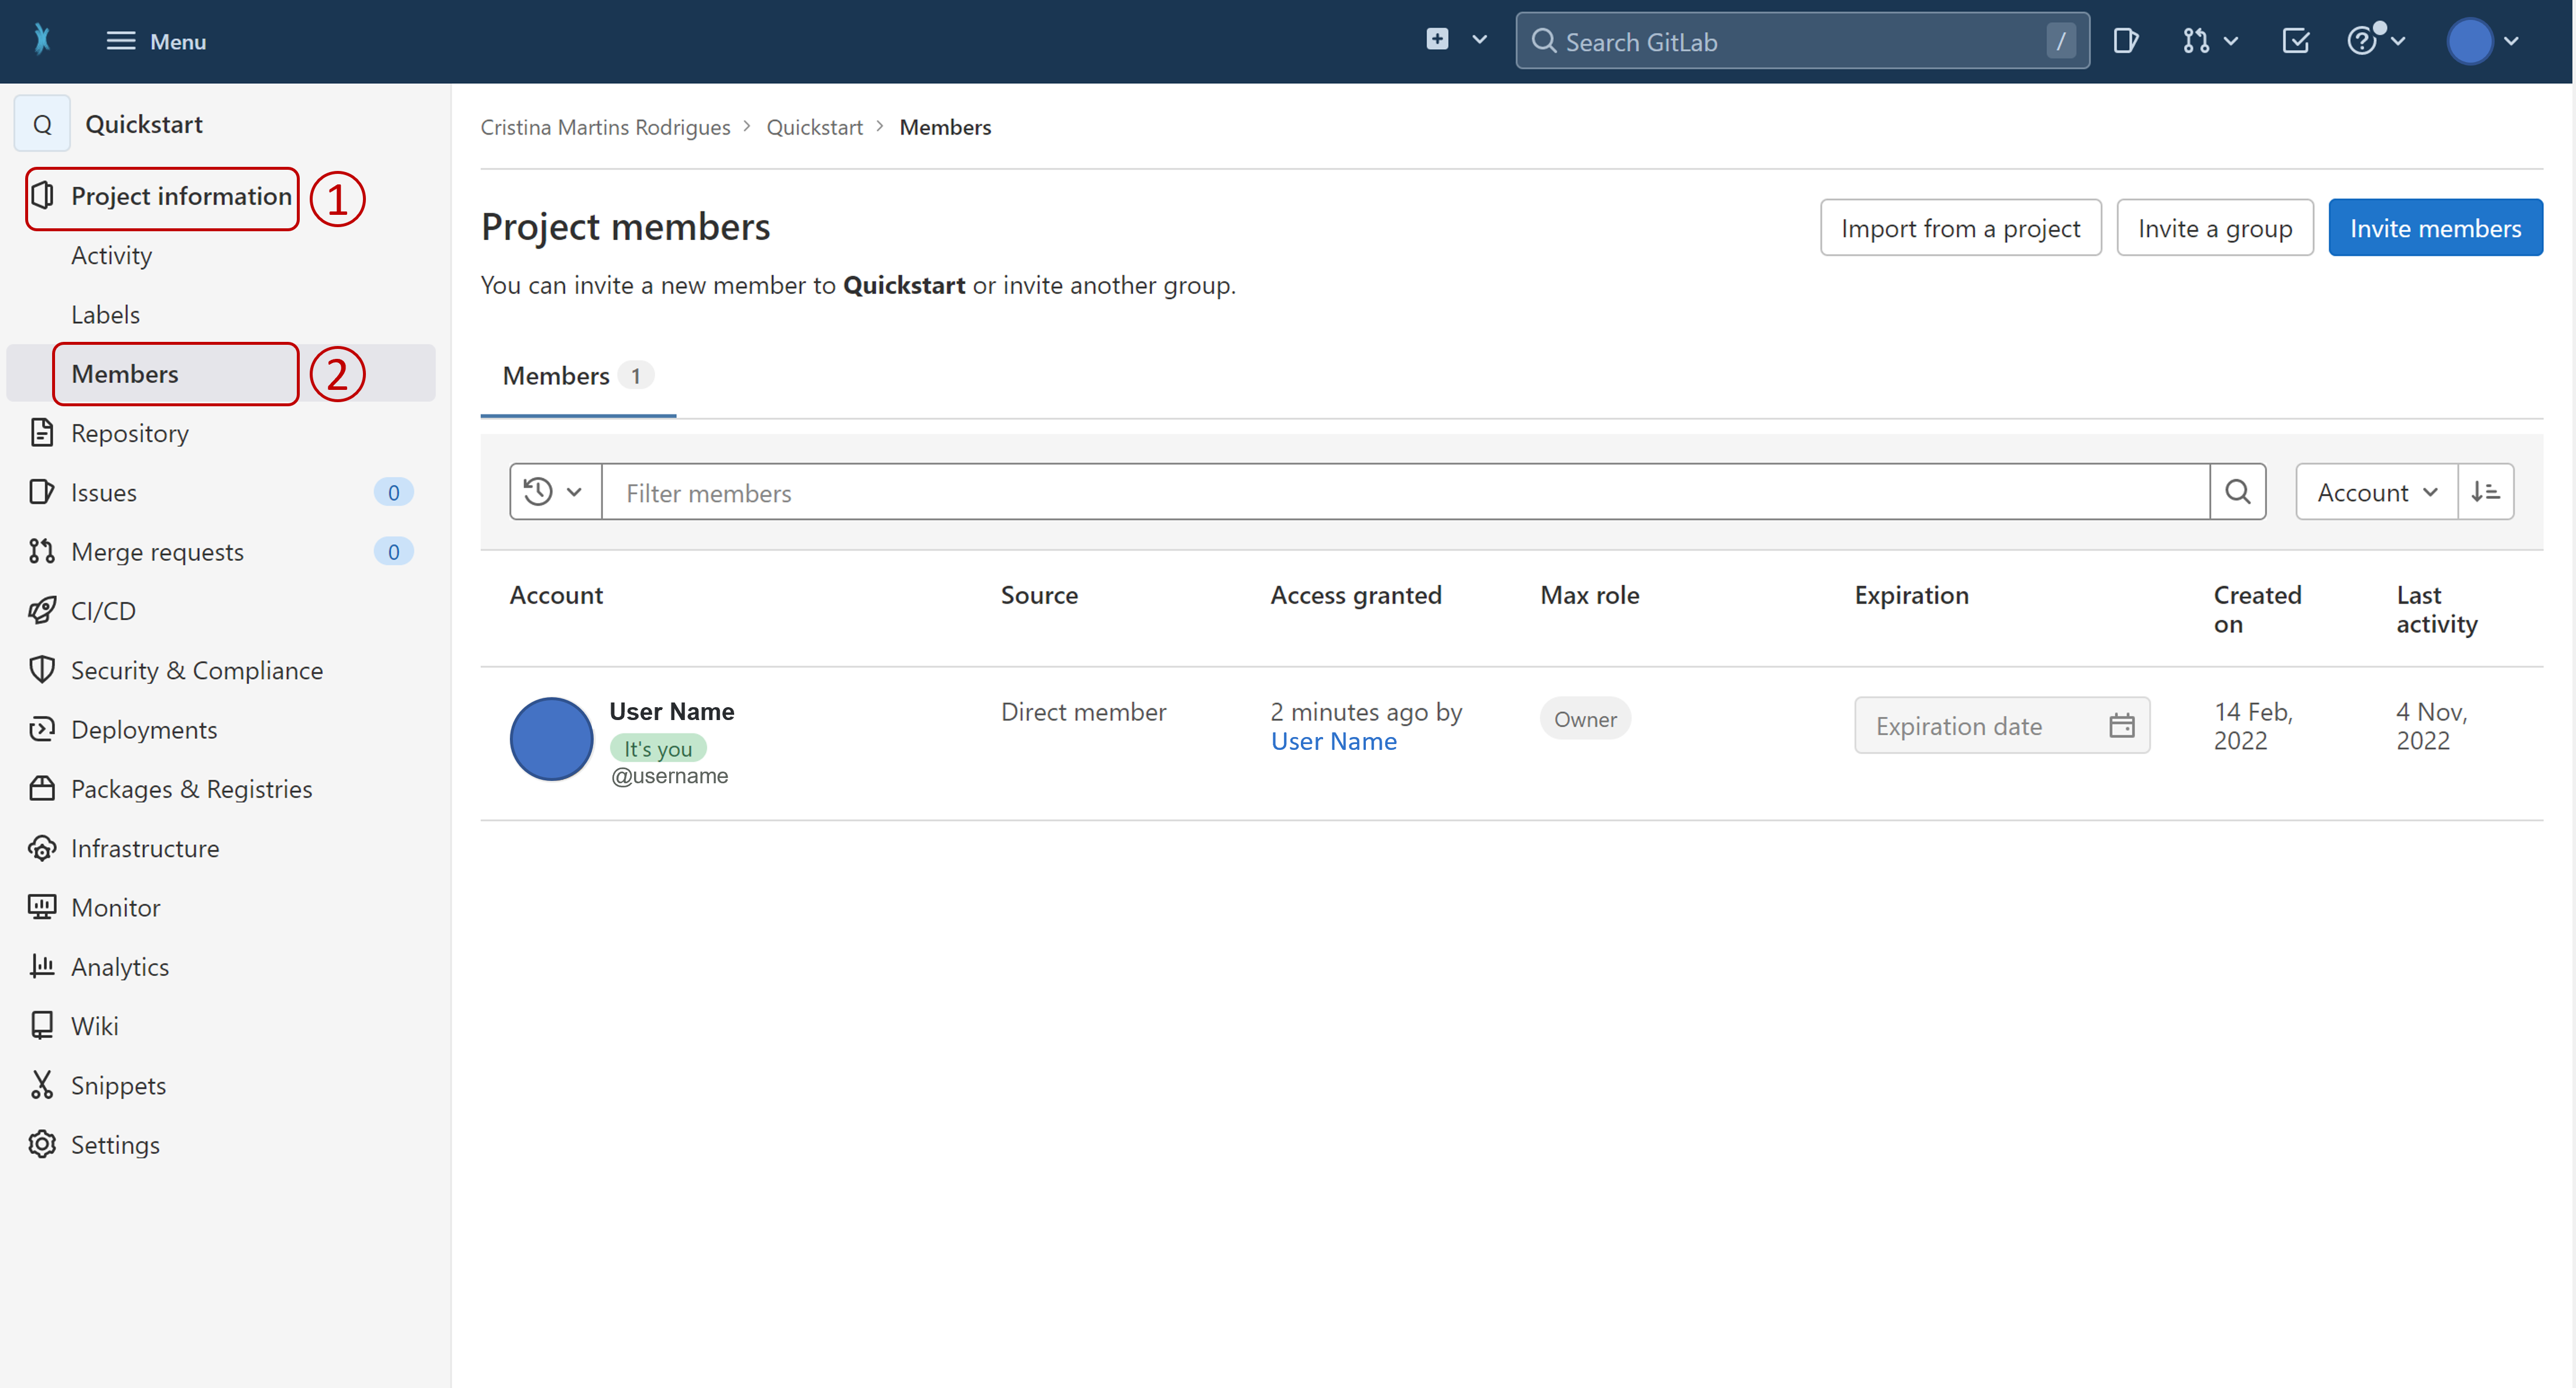 Menu
Search GitLab
/
Q
Quickstart
Project information
1
Activity
Labels
Members
2
Repository
Issues
0
Merge requests
0
CI/CD
Security & Compliance
Deployments
Packages & Registries
Infrastructure
Monitor
Analytics
Wiki
Snippets
Settings
Cristina Martins Rodrigues > Quickstart > Members
Project members
Import from a project
Invite a group
Invite members
You can invite a new member to Quickstart or invite another group.
Members 1
Filter members
Account
Account
Source
Access granted
Max role
Expiration
Created
on
Last
activity
User Name
It's you
@username
Direct member
2 minutes ago by
User Name
Owner
Expiration date
14 Feb,
2022
4 Nov,
2022